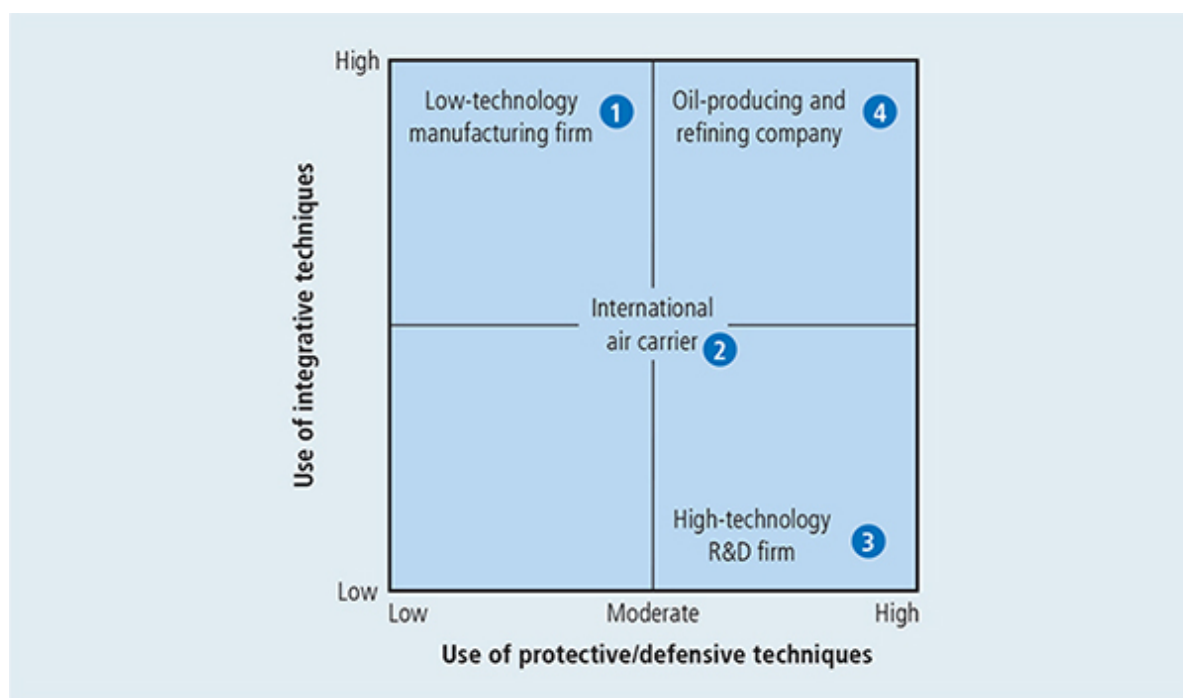 High
Low-technology
manufacturing firm
1
Oil-producing and
refining company
4
Use of integrative techniques
International
air carrier
2
High-technology
R&D firm
3
Low
Low
Moderate
High
Use of protective/defensive techniques